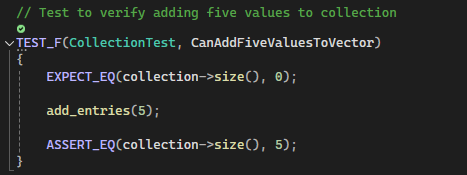 // Test to verify adding five values to collection
TEST_F(CollectionTest, CanAddFiveValuesToVector)
{
    EXPECT_EQ(collection->size(), 0);
    add_entries(5);
    ASSERT_EQ(collection->size(), 5);
}